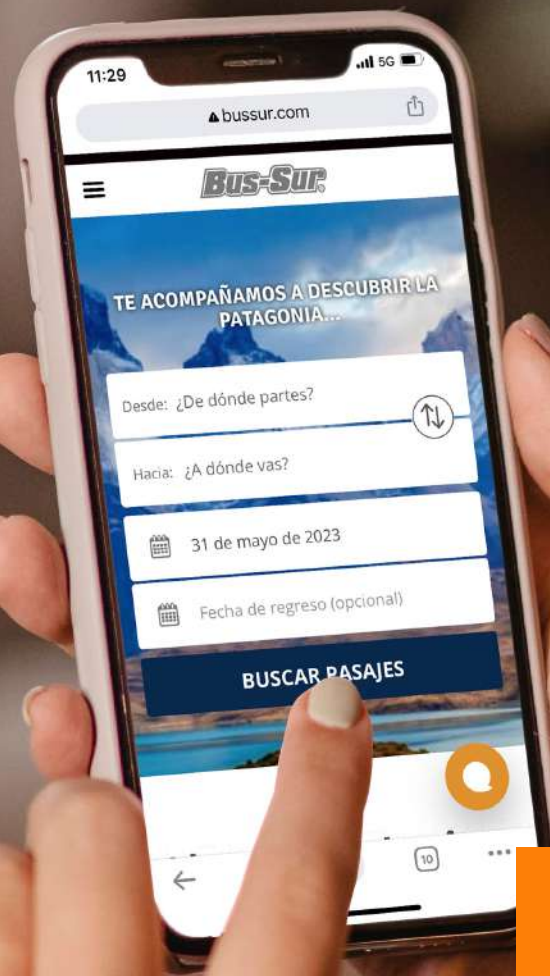 11:29
5G
bussur.com
Bus-Sur
TE ACOMPAÑAMOS A DESCUBRIR LA
PATAGONIA...
Desde: ¿De dónde partes?
Hacia: ¿A dónde vas?
31 de mayo de 2023
Fecha de regreso (opcional)
BUSCAR PASAJES
10